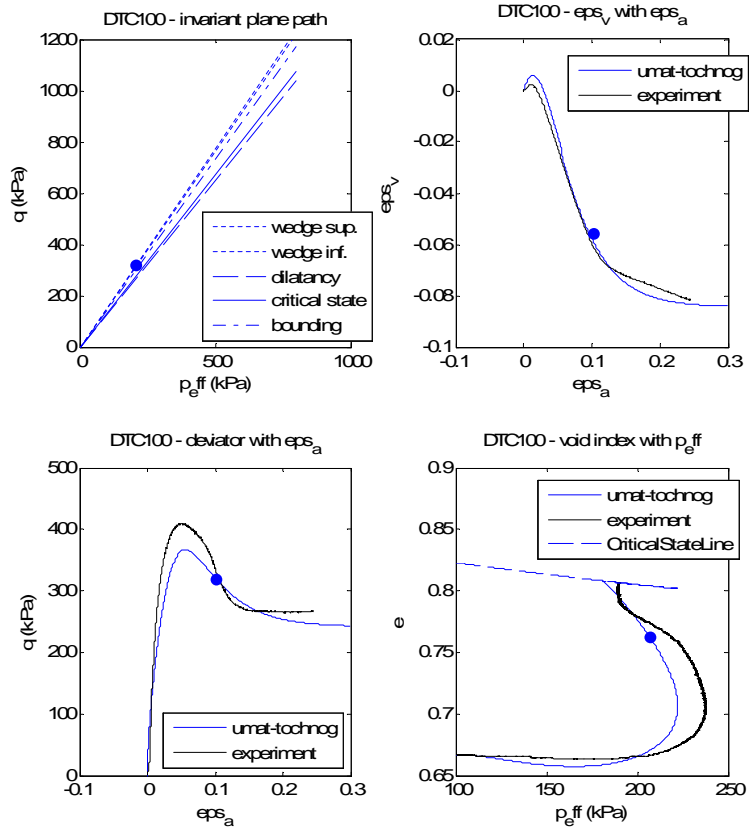 DTC100 - invariant plane path
1200
1000
800
600
400
200
0
q (kPa)
wedge sup.
wedge inf.
dilatancy
critical state
bounding
0
500
1000
p_eff (kPa)
DTC100 - eps_v with eps_a
0.02
0
-0.02
-0.04
-0.06
-0.08
-0.1
eps_v
umat-tochnog
experiment
-0.1
0
0.1
0.2
0.3
eps_a
DTC100 - deviator with eps_a
500
400
300
200
100
0
q (kPa)
umat-tochnog
experiment
-0.1
0
0.1
0.2
0.3
eps_a
DTC100 - void index with p_eff
0.9
0.85
0.8
0.75
0.7
0.65
e
umat-tochnog
experiment
CriticalStateLine
100
150
200
250
p_eff (kPa)